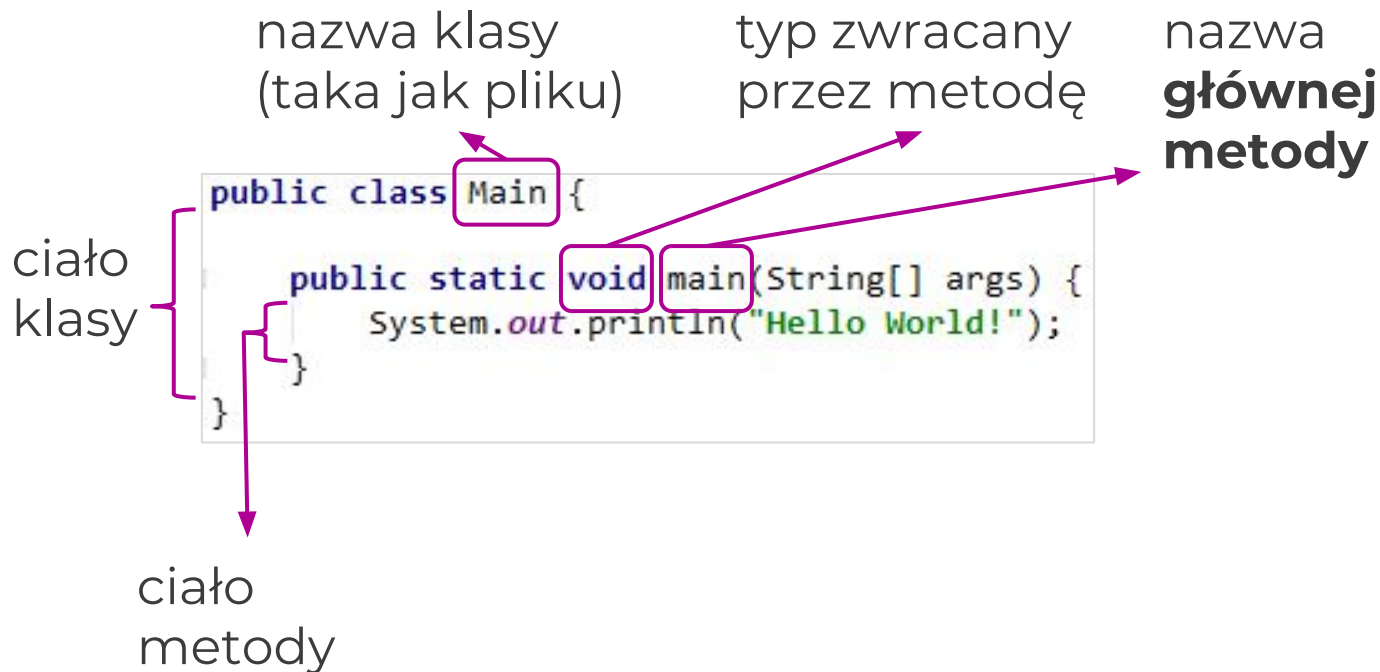 nazwa klasy
(taka jak pliku)
typ zwracany
przez metodę
nazwa
głównej
metody
public class Main {
ciało
klasy
public static void main(String[] args) {
System.out.println("Hello World!");
}
}
ciało
metody